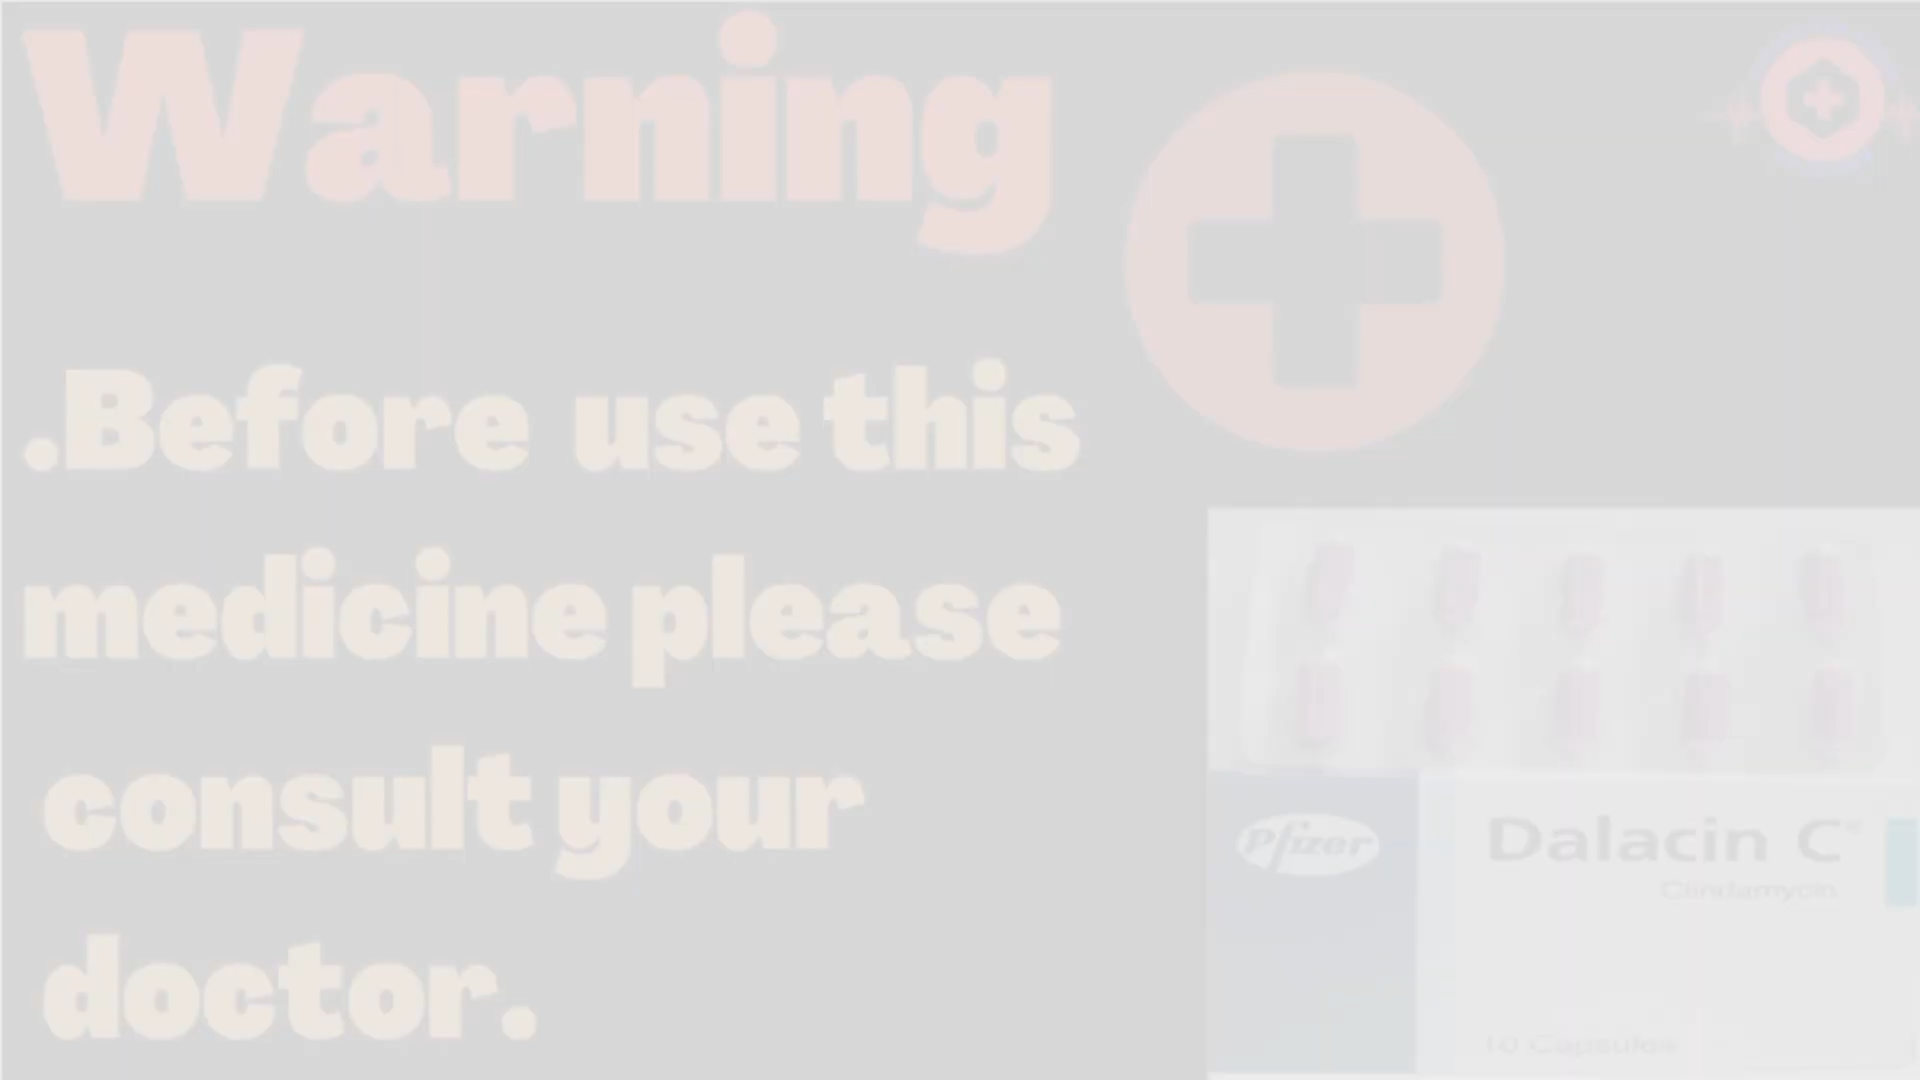 Warning
.Before use this
medicine please
consult your
doctor.
Pfizer
Dalacin C®
Clindamycin
10 Capsules